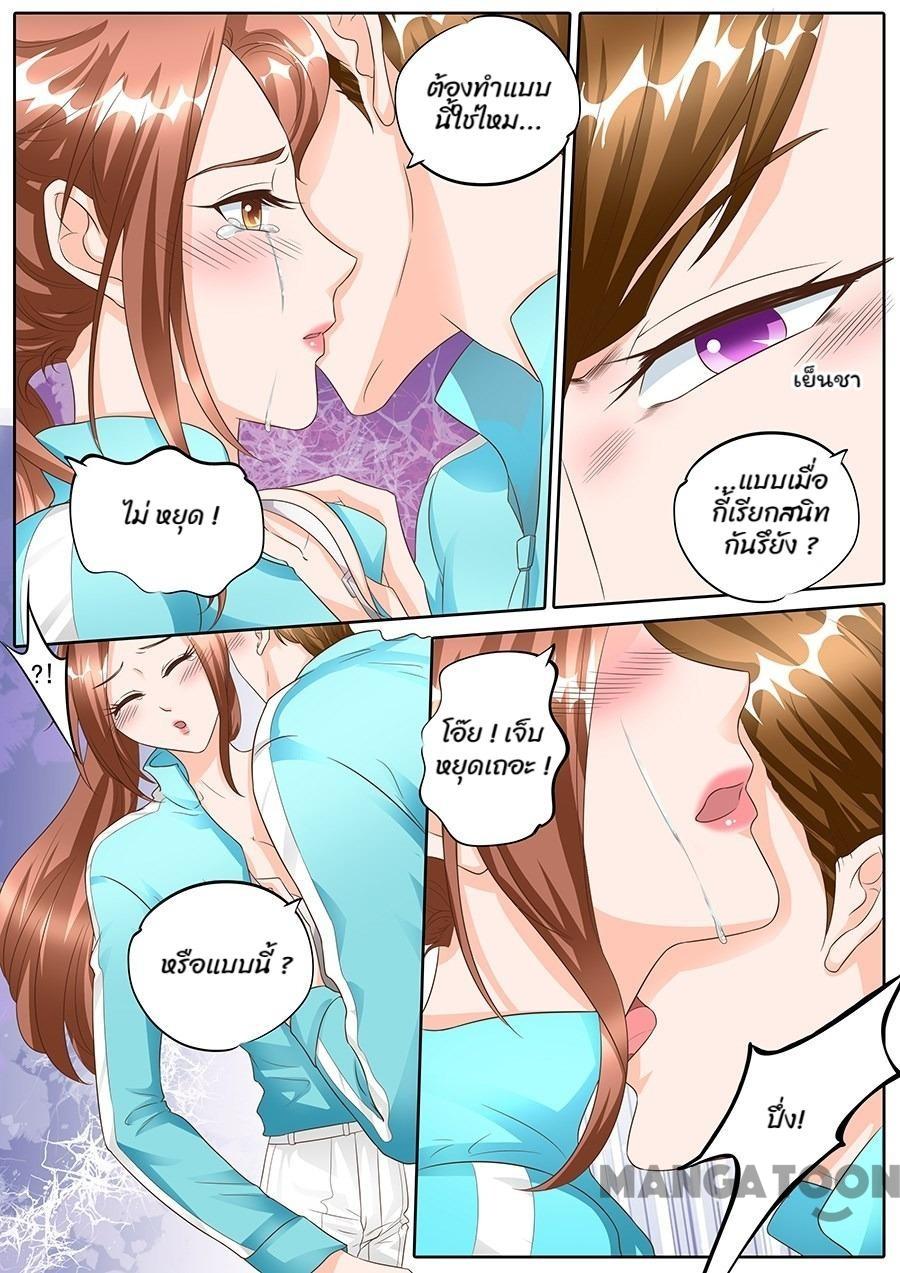 ต้องทำแบบ
นี้ใช่ไหม...
เย็นชา
...แบบเมื่อ
กี้เรียกสนิท
กันรึยัง ?
ไม่ หยุด !
?!
โอ๊ย ! เจ็บ
หยุดเถอะ !
หรือแบบนี้ ?
ปึ่ง!
MANGATOON